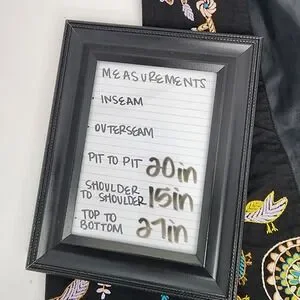 MEASUREMENTS
· INSEAM
· OUTERSEAM
PIT TO PIT 20in
SHOULDER
TO SHOULDER 15in
· TOP TO
BOTTOM 27in